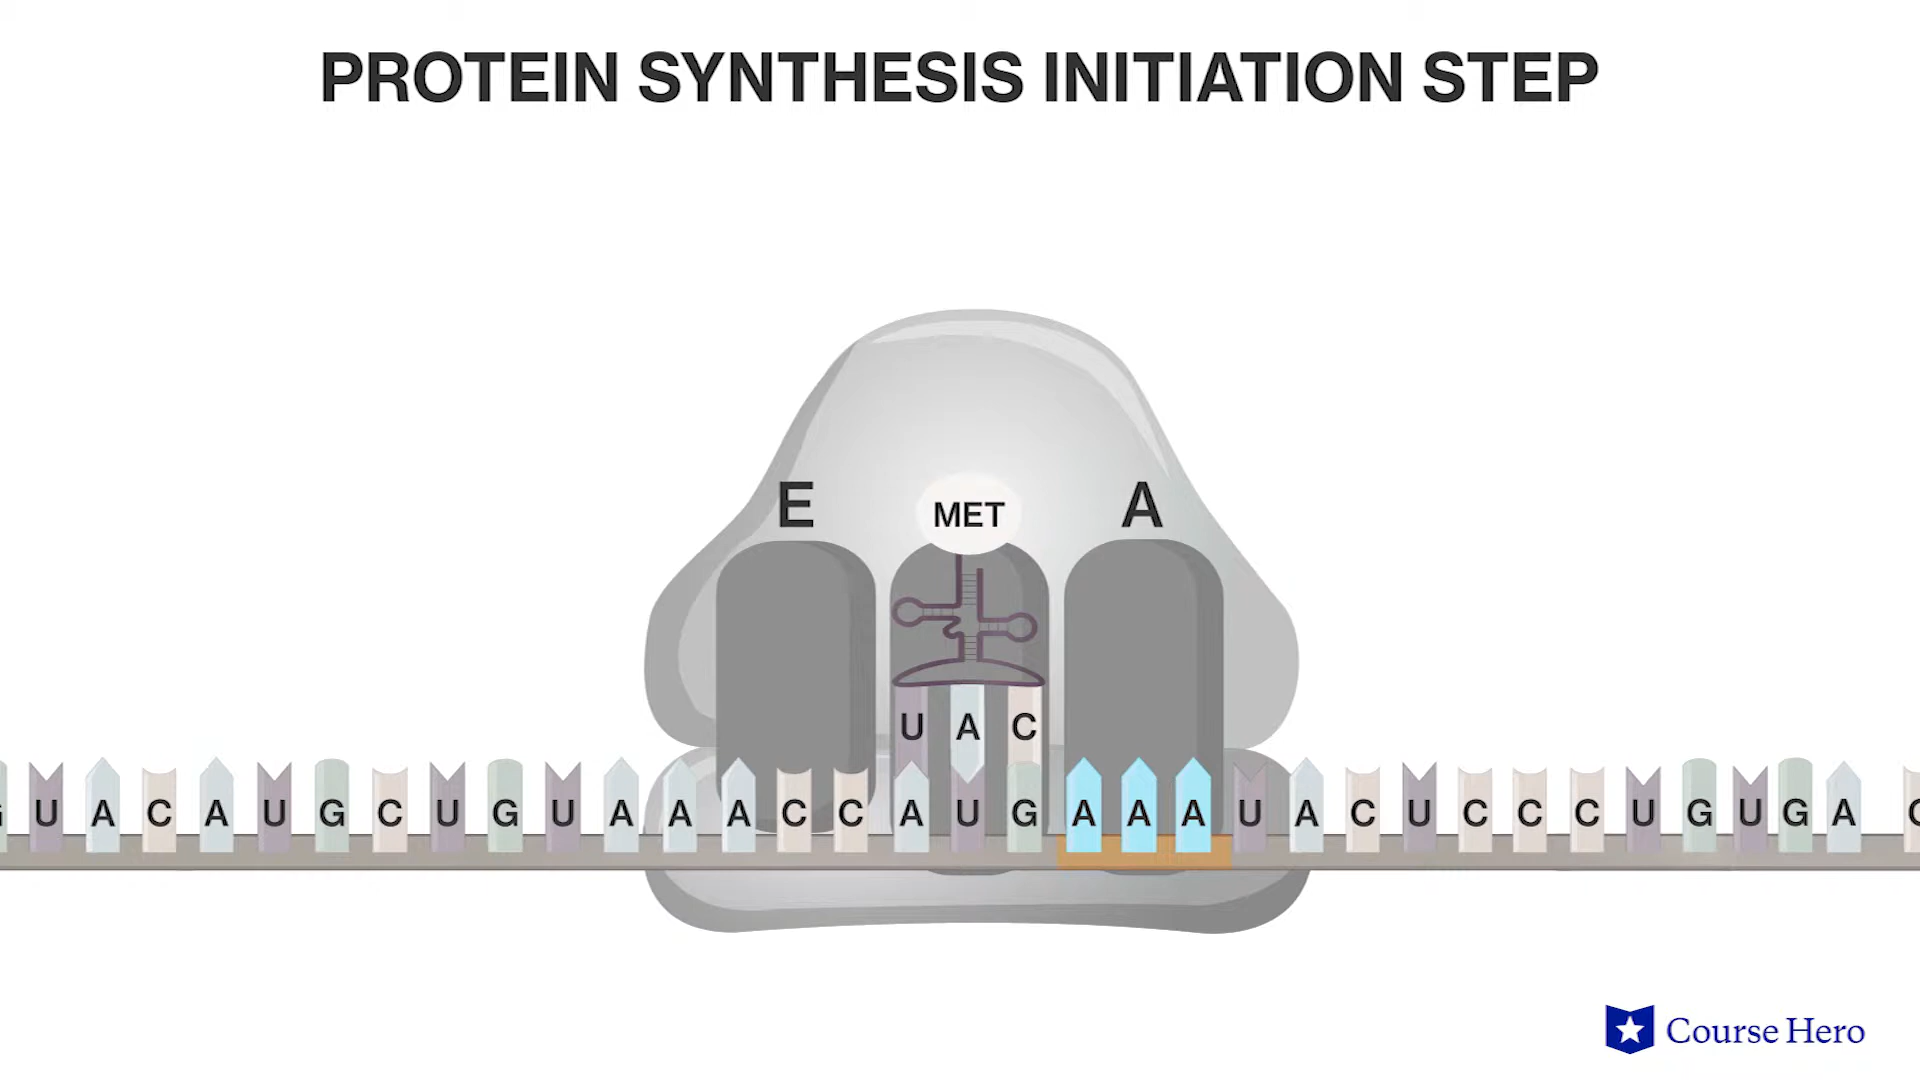 PROTEIN SYNTHESIS INITIATION STEP
E MET A
U A C
G U A C A U G C U G U A A A C C A U G A A A U A C U C C C U G U G A C
Course Hero